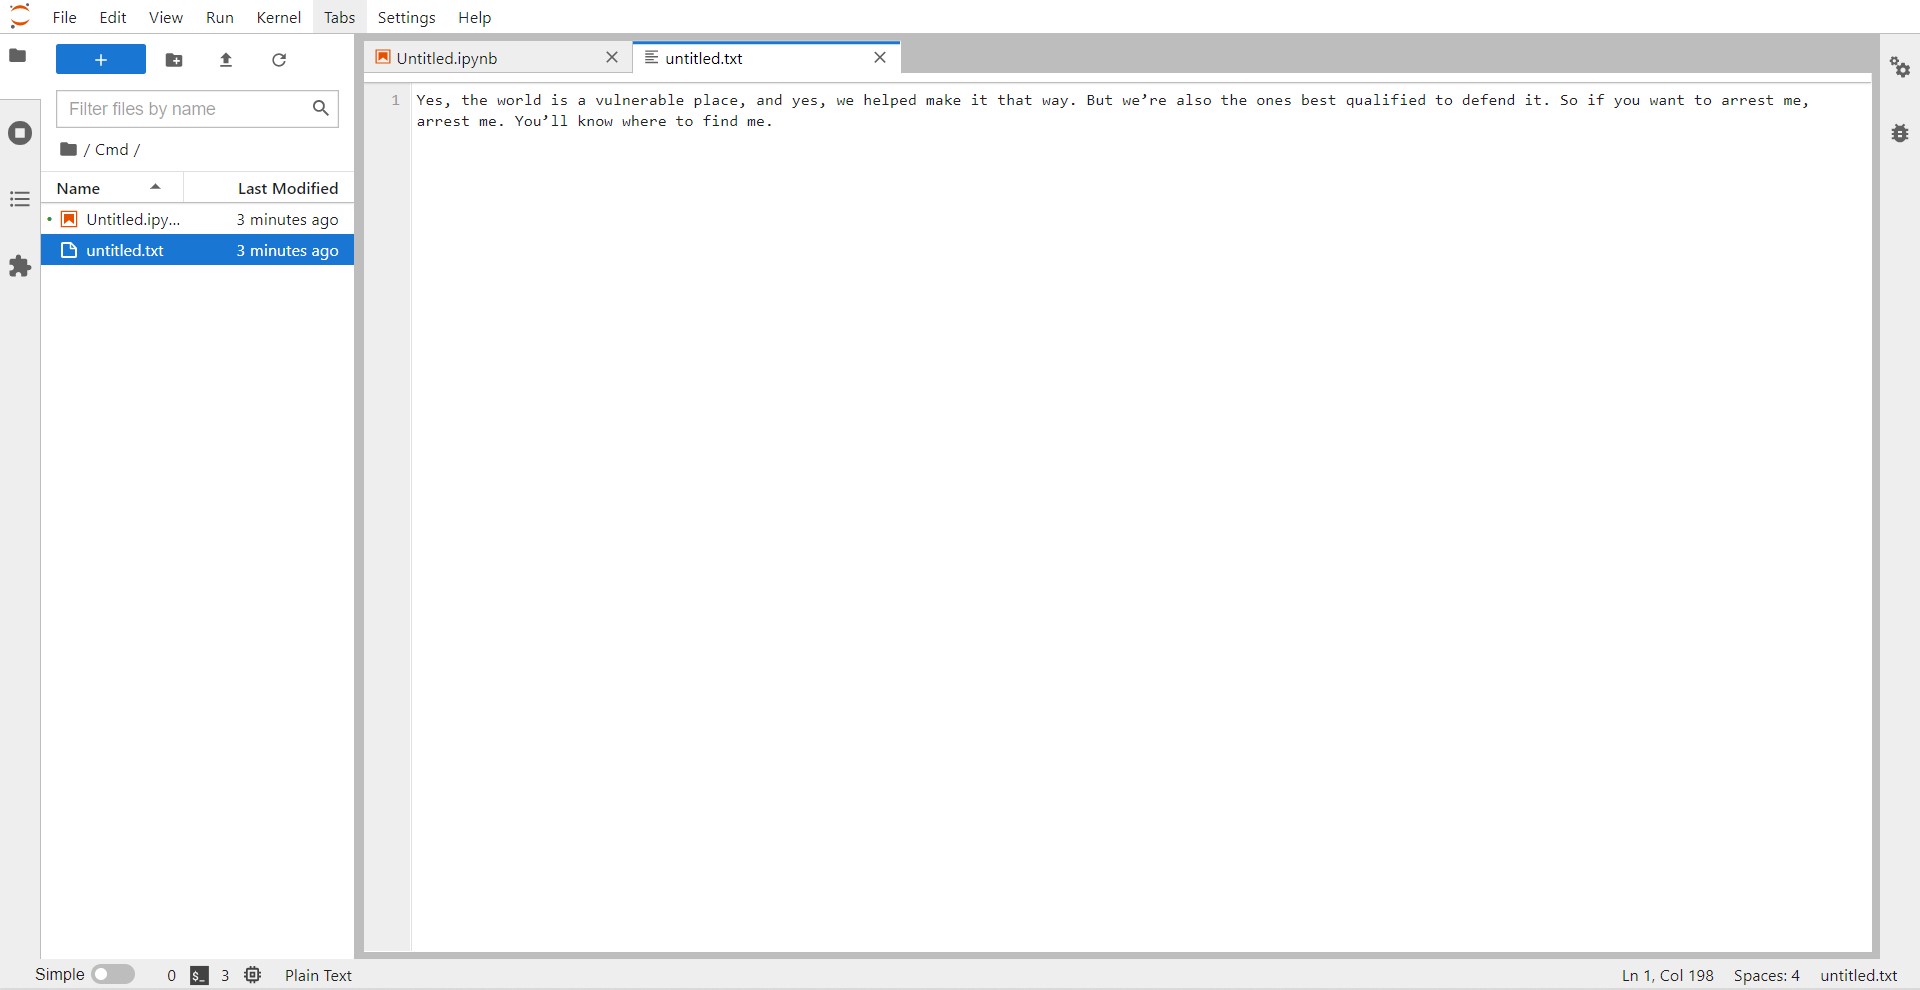 File Edit View Run Kernel Tabs Settings Help
+
Filter files by name
/ Cmd /
Name Last Modified
Untitled.ipy... 3 minutes ago
untitled.txt 3 minutes ago
Untitled.ipynb
untitled.txt
1 Yes, the world is a vulnerable place, and yes, we helped make it that way. But we’re also the ones best qualified to defend it. So if you want to arrest me,
arrest me. You’ll know where to find me.
Simple 0 $_ 3 Plain Text Ln 1, Col 198 Spaces: 4 untitled.txt